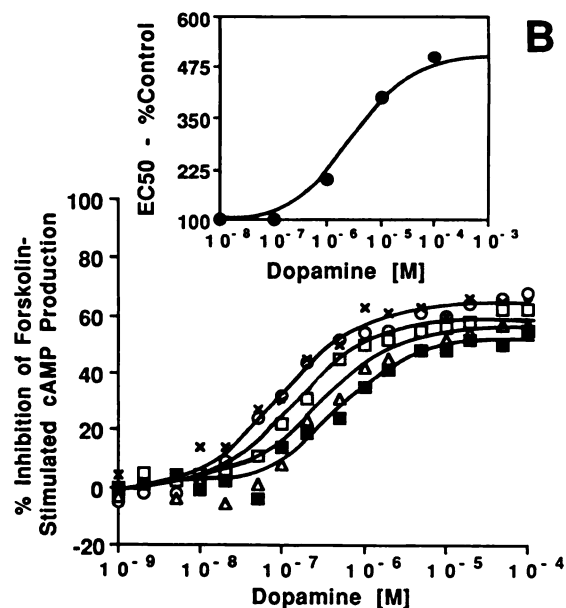 B
EC50 - %Control
600
475
350
225
100
10⁻⁸ 10⁻⁷ 10⁻⁶ 10⁻⁵ 10⁻⁴ 10⁻³
Dopamine [M]
% Inhibition of Forskolin-
Stimulated cAMP Production
100
80
60
40
20
0
-20
10⁻⁹ 10⁻⁸ 10⁻⁷ 10⁻⁶ 10⁻⁵ 10⁻⁴
Dopamine [M]